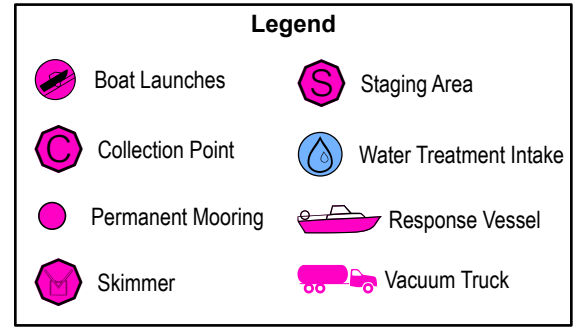 Legend
Boat Launches
S Staging Area
C Collection Point
Water Treatment Intake
Permanent Mooring
Response Vessel
Skimmer
Vacuum Truck